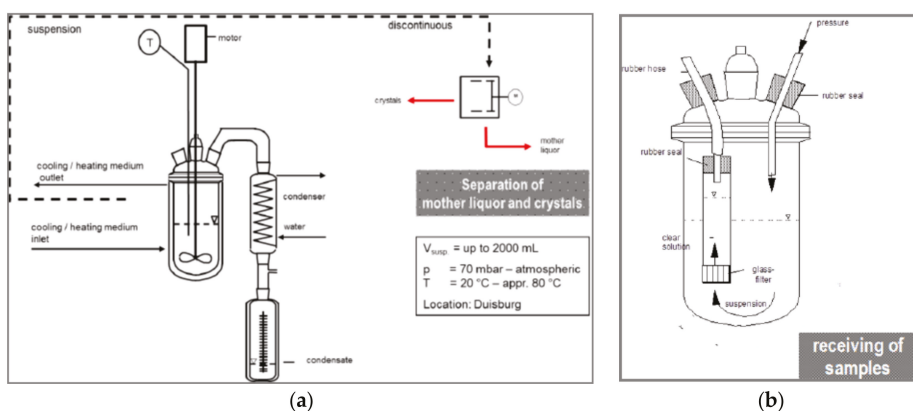 suspension
T
motor
discontinuous
crystals
mother
liquor
cooling / heating medium
outlet
cooling / heating medium
inlet
condenser
water
condensate
Separation of
mother liquor and crystals
Vsusp. = up to 2000 mL
p = 70 mbar – atmospheric
T = 20 °C – appr. 80 °C
Location: Duisburg
(a)
pressure
rubber hose
rubber seal
rubber seal
clear
solution
glass-
filter
suspension
receiving of
samples
(b)